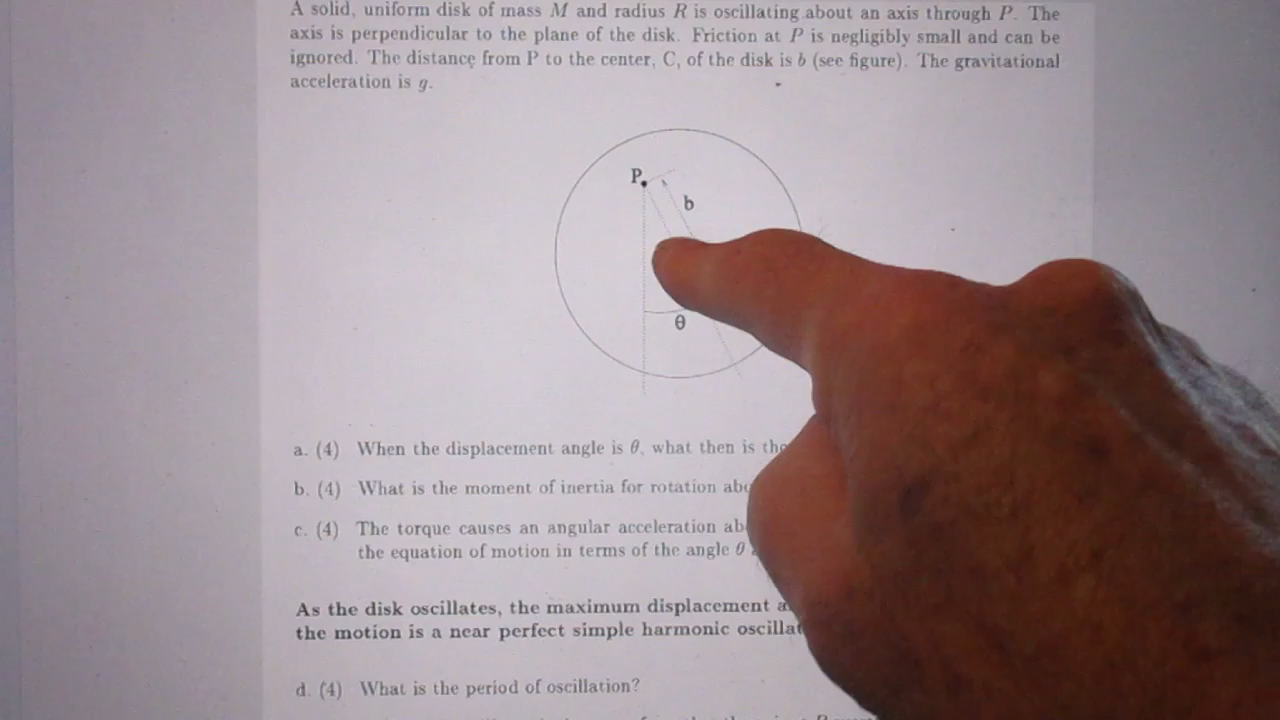 A solid, uniform disk of mass M and radius R is oscillating about an axis through P. The
axis is perpendicular to the plane of the disk. Friction at P is negligibly small and can be
ignored. The distance from P to the center, C, of the disk is b (see figure). The gravitational
acceleration is g.
P
b
θ
a. (4) When the displacement angle is θ, what then is the
b. (4) What is the moment of inertia for rotation
c. (4) The torque causes an angular acceleration
the equation of motion in terms of the angle θ
As the disk oscillates, the maximum displacement
the motion is a near perfect simple harmonic
d. (4) What is the period of oscillation?